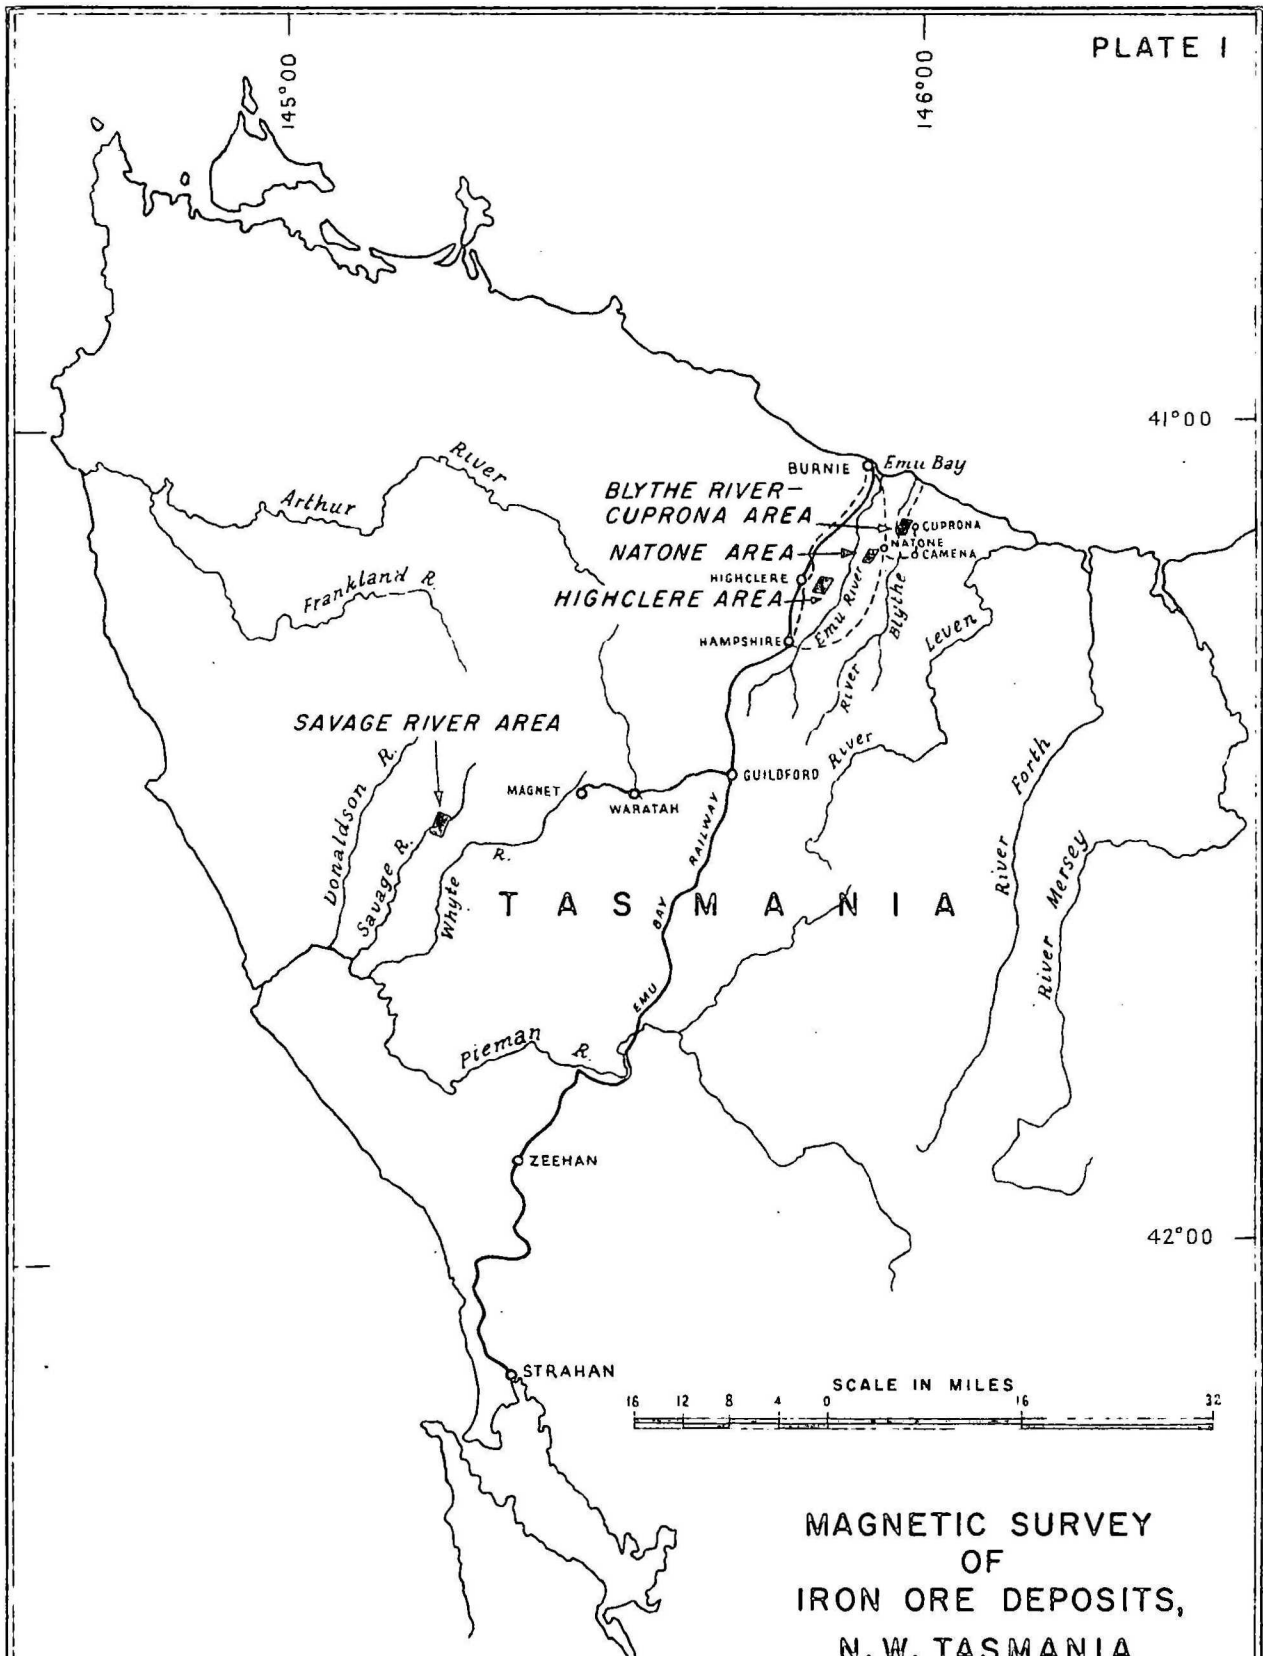 PLATE 1
145°00
146°00
41°00
BURNIE
Emu Bay
BLYTHE RIVER–
CUPRONA AREA
CUPRONA
NATONE AREA
NATONE
CAMENA
HIGHCLERE
HIGHCLERE AREA
HAMPSHIRE
Emu River
Blythe
River
Leven
River
Arthur
River
Frankland R.
SAVAGE RIVER AREA
Donaldson R.
Savage R.
Whyte R.
MAGNET
WARATAH
GUILDFORD
River Forth
River Mersey
TASMANIA
EMU BAY RAILWAY
Pieman R.
ZEEHAN
42°00
STRAHAN
SCALE IN MILES
16 12 8 4 0 16 32
MAGNETIC SURVEY
OF
IRON ORE DEPOSITS,
N.W. TASMANIA